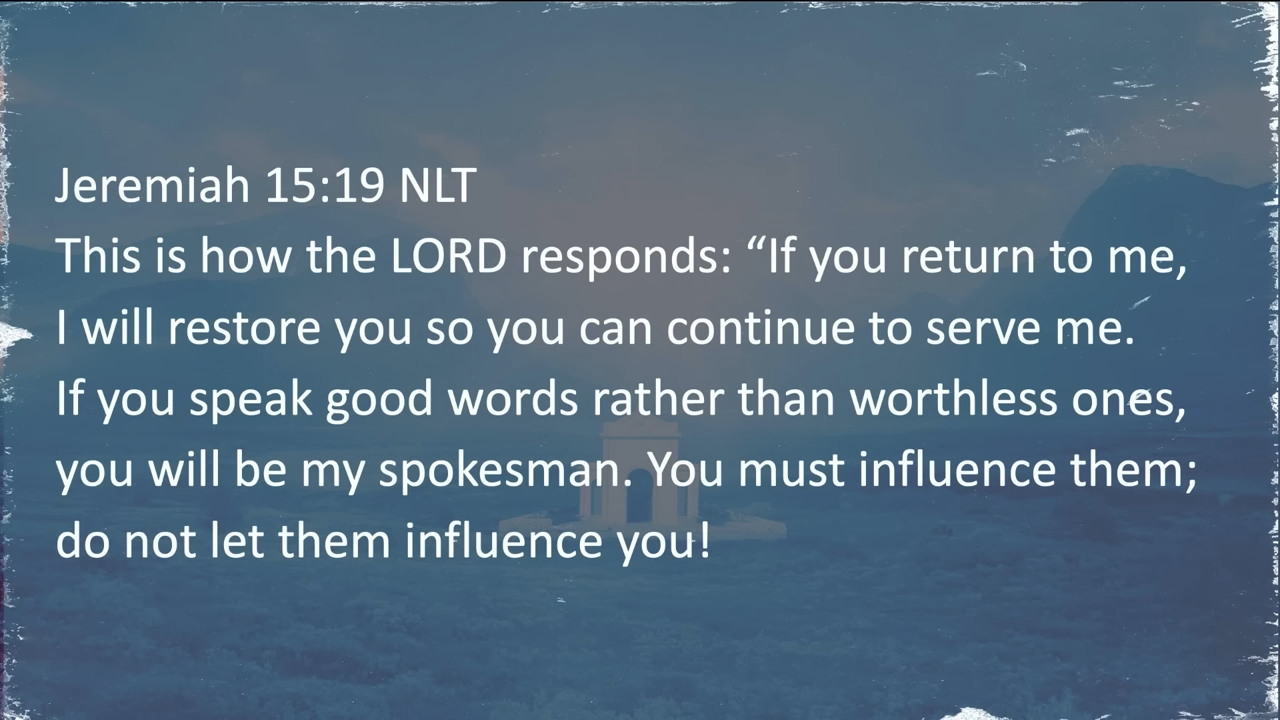 Jeremiah 15:19 NLT
This is how the LORD responds: “If you return to me,
I will restore you so you can continue to serve me.
If you speak good words rather than worthless ones,
you will be my spokesman. You must influence them;
do not let them influence you!